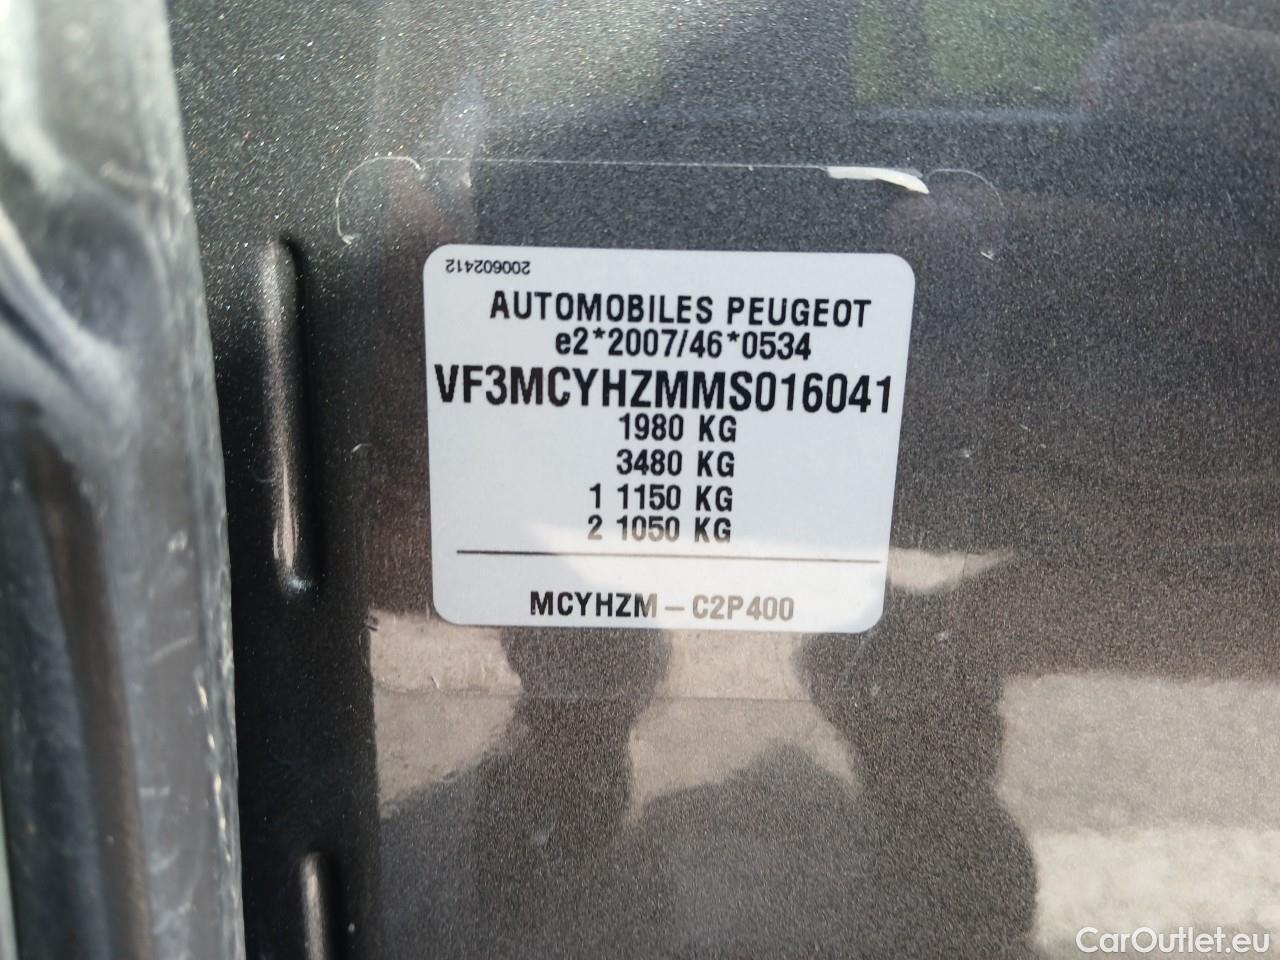 200602412
AUTOMOBILES PEUGEOT
e2*2007/46*0534
VF3MCYHZMMS016041
1980 KG
3480 KG
1 1150 KG
2 1050 KG
MCYHZM – C2P400
CarOutlet.eu